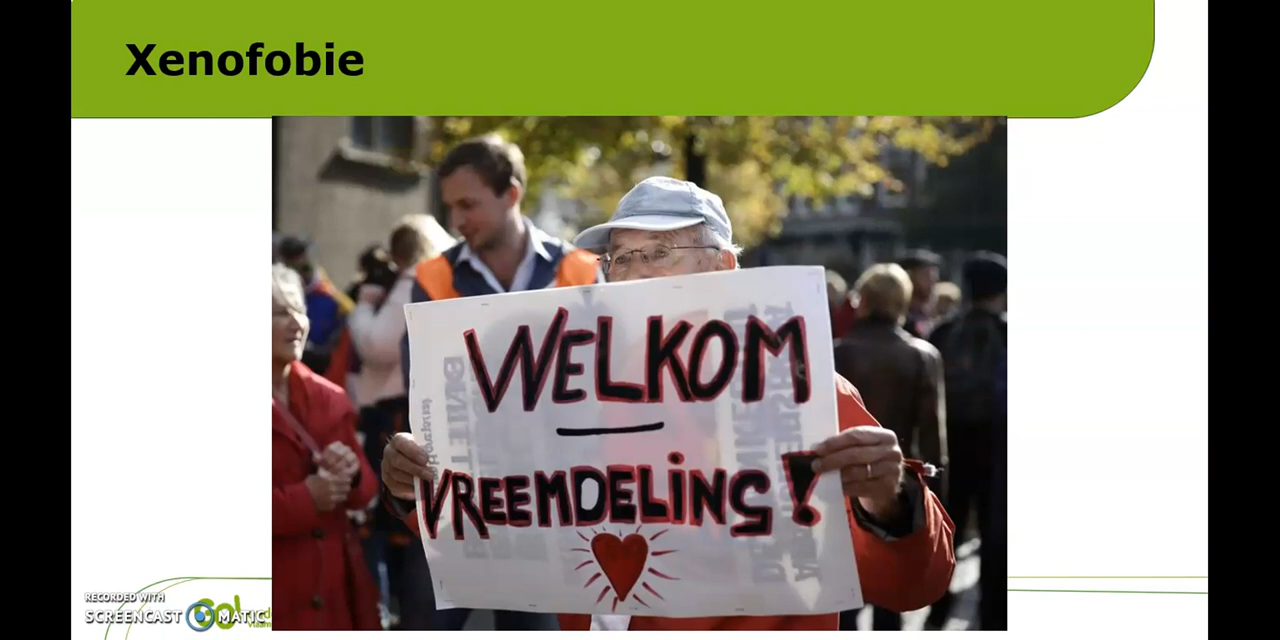 Xenofobie
WELKOM
VREEMDELING!
RECORDED WITH
SCREENCAST MATIC